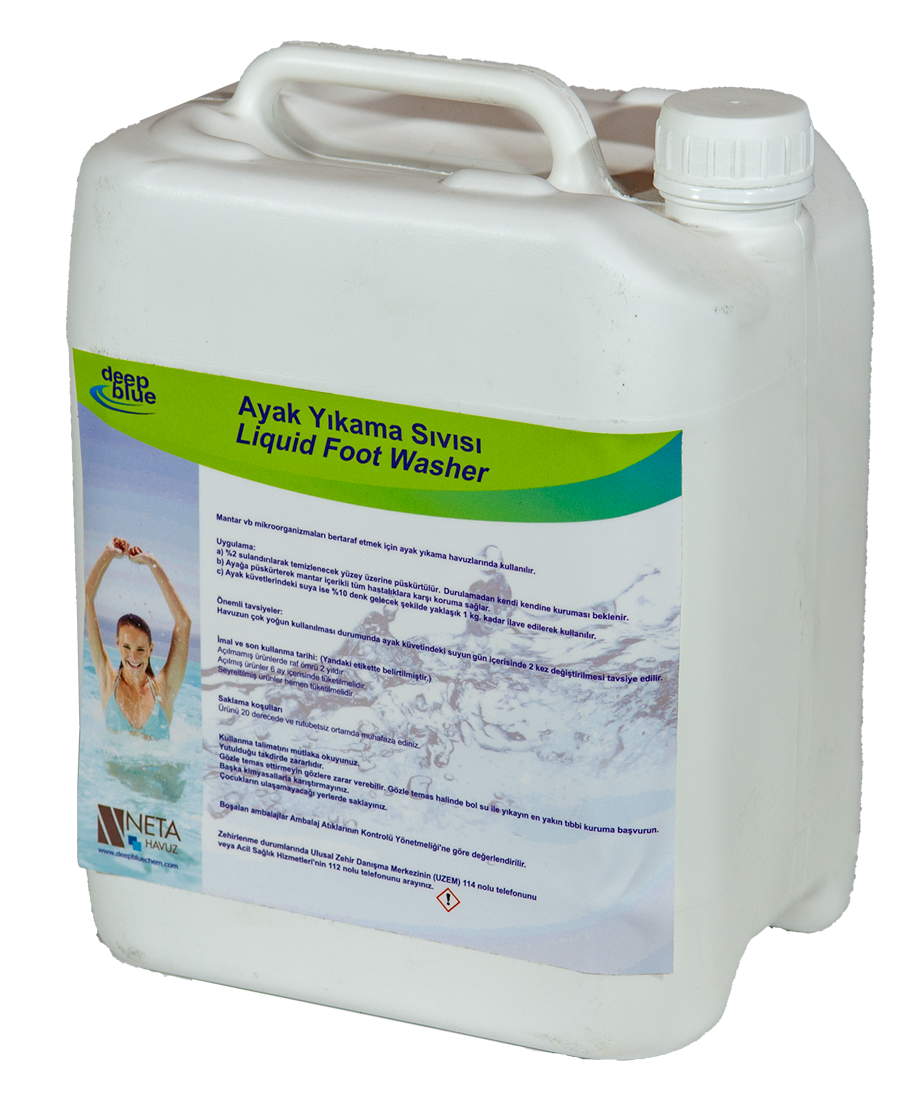 deep
blue
Ayak Yıkama Sıvısı
Liquid Foot Washer
Mantar vb mikroorganizmaları bertaraf etmek için ayak yıkama havuzlarında kullanılır.
Uygulama:
a) %2 sulandırılarak temizlenecek yüzey üzerine püskürtülür. Durulamadan kendi kendine kuruması beklenir.
b) Ayağa püskürterek mantar içerikli tüm hastalıklara karşı koruma sağlar.
c) Ayak küvetlerindeki suya ise %10 denk gelecek şekilde yaklaşık 1 kg. kadar ilave edilerek kullanılır.
Önemli tavsiyeler:
Havuzun çok yoğun kullanılması durumunda ayak küvetindeki suyun gün içerisinde 2 kez değiştirilmesi tavsiye edilir.
İmal ve son kullanma tarihi: (Yandaki etikette belirtilmiştir.)
Açılmamış ürünlerde raf ömrü 2 yıldır.
Açılmış ürünler 6 ay içerisinde tüketilmelidir.
Seyreltilmiş ürünler hemen tüketilmelidir.
Saklama koşulları
Ürünü 20 derecede ve rutubetsiz ortamda muhafaza ediniz.
Kullanma talimatını mutlaka okuyunuz.
Yutulduğu takdirde zararlıdır.
Gözle temas ettirmeyin gözlere zarar verebilir. Gözle temas halinde bol su ile yıkayın en yakın tıbbi kuruma başvurun.
Başka kimyasallarla karıştırmayınız.
Çocukların ulaşamayacağı yerlerde saklayınız.
Boşalan ambalajlar Ambalaj Atıklarının Kontrolü Yönetmeliği'ne göre değerlendirilir.
Zehirlenme durumlarında Ulusal Zehir Danışma Merkezinin (UZEM) 114 nolu telefonunu
veya Acil Sağlık Hizmetleri'nin 112 nolu telefonunu arayınız.
NETA
HAVUZ
www.deepbluechem.com